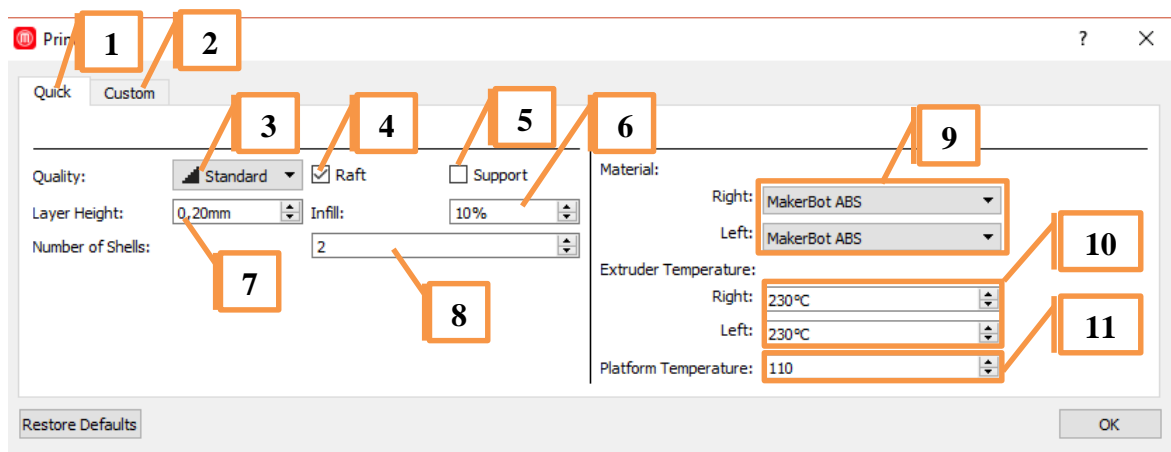 Prin
?
1
2
Quick
Custom
3
4
5
6
9
Quality:
Standard
Raft
Support
Layer Height:
0,20mm
Infill:
10%
Number of Shells:
2
7
8
Material:
Right:
MakerBot ABS
Left:
MakerBot ABS
10
Extruder Temperature:
Right:
230°C
Left:
230°C
11
Platform Temperature:
110
Restore Defaults
OK